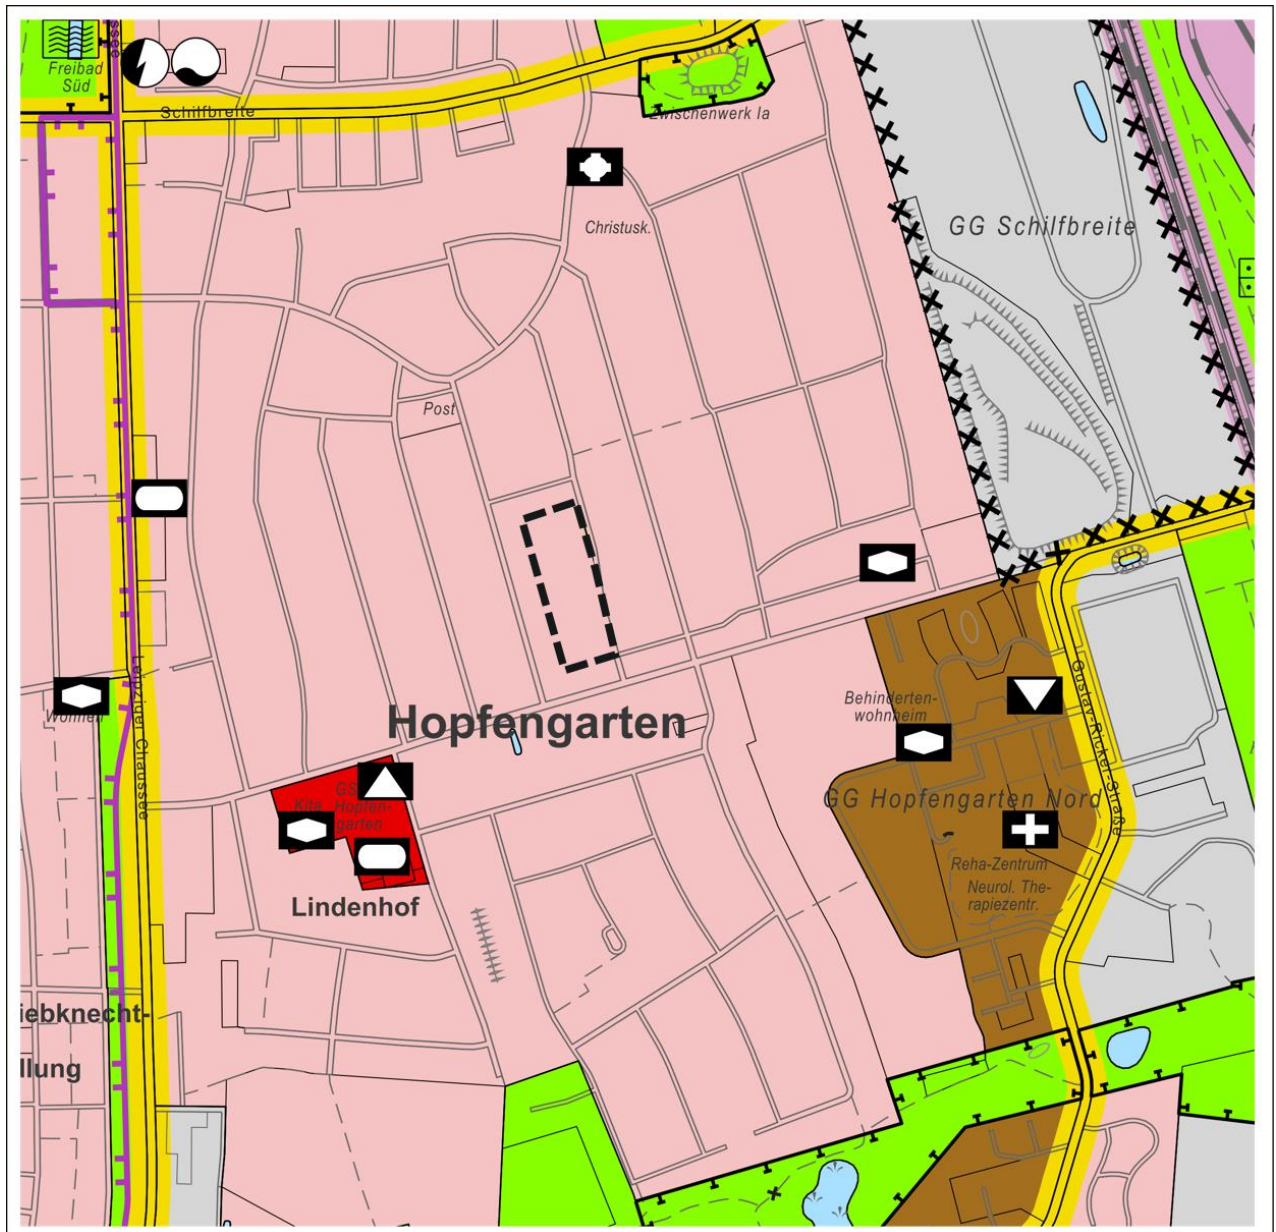 Freibad
Süd
Schilfbreite
Zwischenwerk Ia
Christusk.
GG Schilfbreite
Post
Leipziger Chaussee
Wohnen
Hopfengarten
Behinderten-
wohnheim
Gustav-Ricker-Straße
GS
Kita
Hopfen-
garten
GG Hopfengarten Nord
Reha-Zentrum
Neurol. The-
rapiezentr.
Lindenhof
iebknecht-
llung